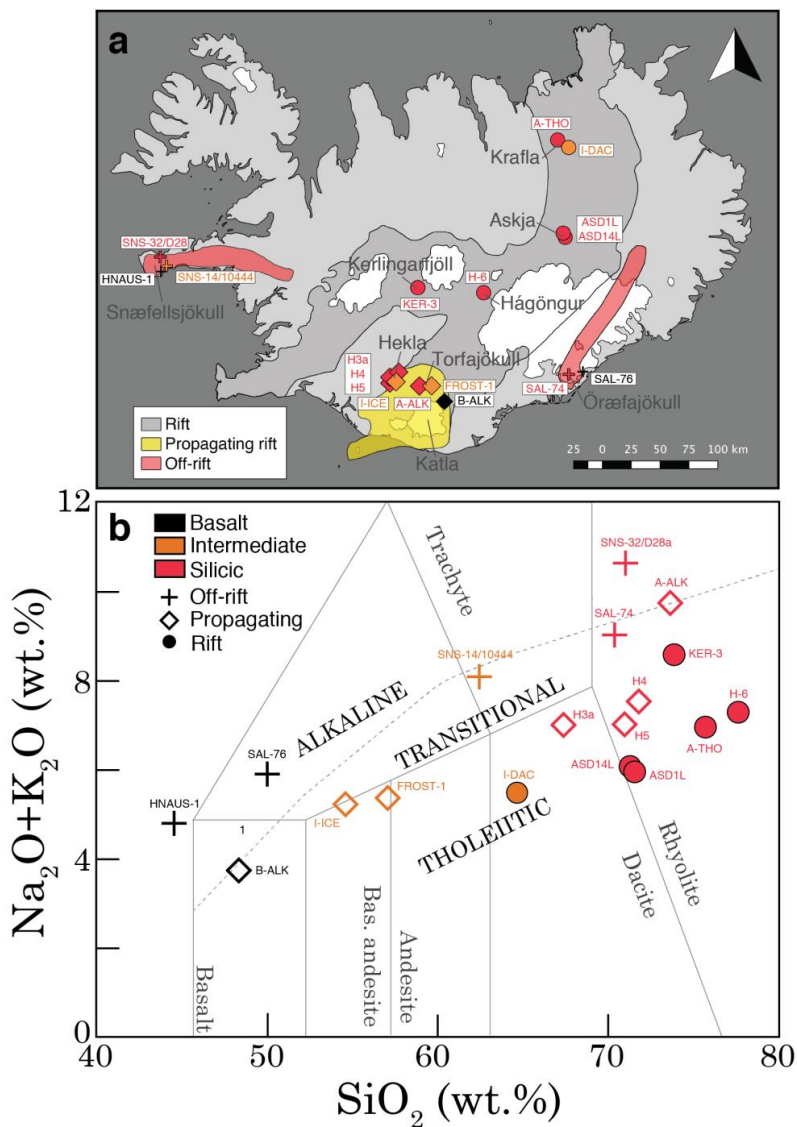 a
A-THO
I-DAC
Krafla
Askja
ASD1L
ASD14L
SNS-32/D28
HNAUS-1
SNS-14/10444
Snæfellsjökull
Kerlingarfjöll
KER-3
H-6
Hágöngur
Hekla
H3a
H4
H5
Torfajökull
I-ICE
A-ALK
FROST-1
B-ALK
Katla
SAL-74
SAL-76
Öræfajökull
Rift
Propagating rift
Off-rift
25 0 25 50 75 100 km
b
Basalt
Intermediate
Silicic
Off-rift
Propagating
Rift
Na2O+K2O (wt.%)
12
8
4
0
40 50 60 70 80
SiO2 (wt.%)
Trachyte
SNS-32/D28a
A-ALK
SAL-74
KER-3
SNS-14/10444
H4
H-6
H3a
H5
A-THO
ASD14L
ASD1L
SAL-76
HNAUS-1
ALKALINE
TRANSITIONAL
THOLEIITIC
I-DAC
FROST-1
I-ICE
1
B-ALK
Basalt
Bas. andesite
Andesite
Dacite
Rhyolite